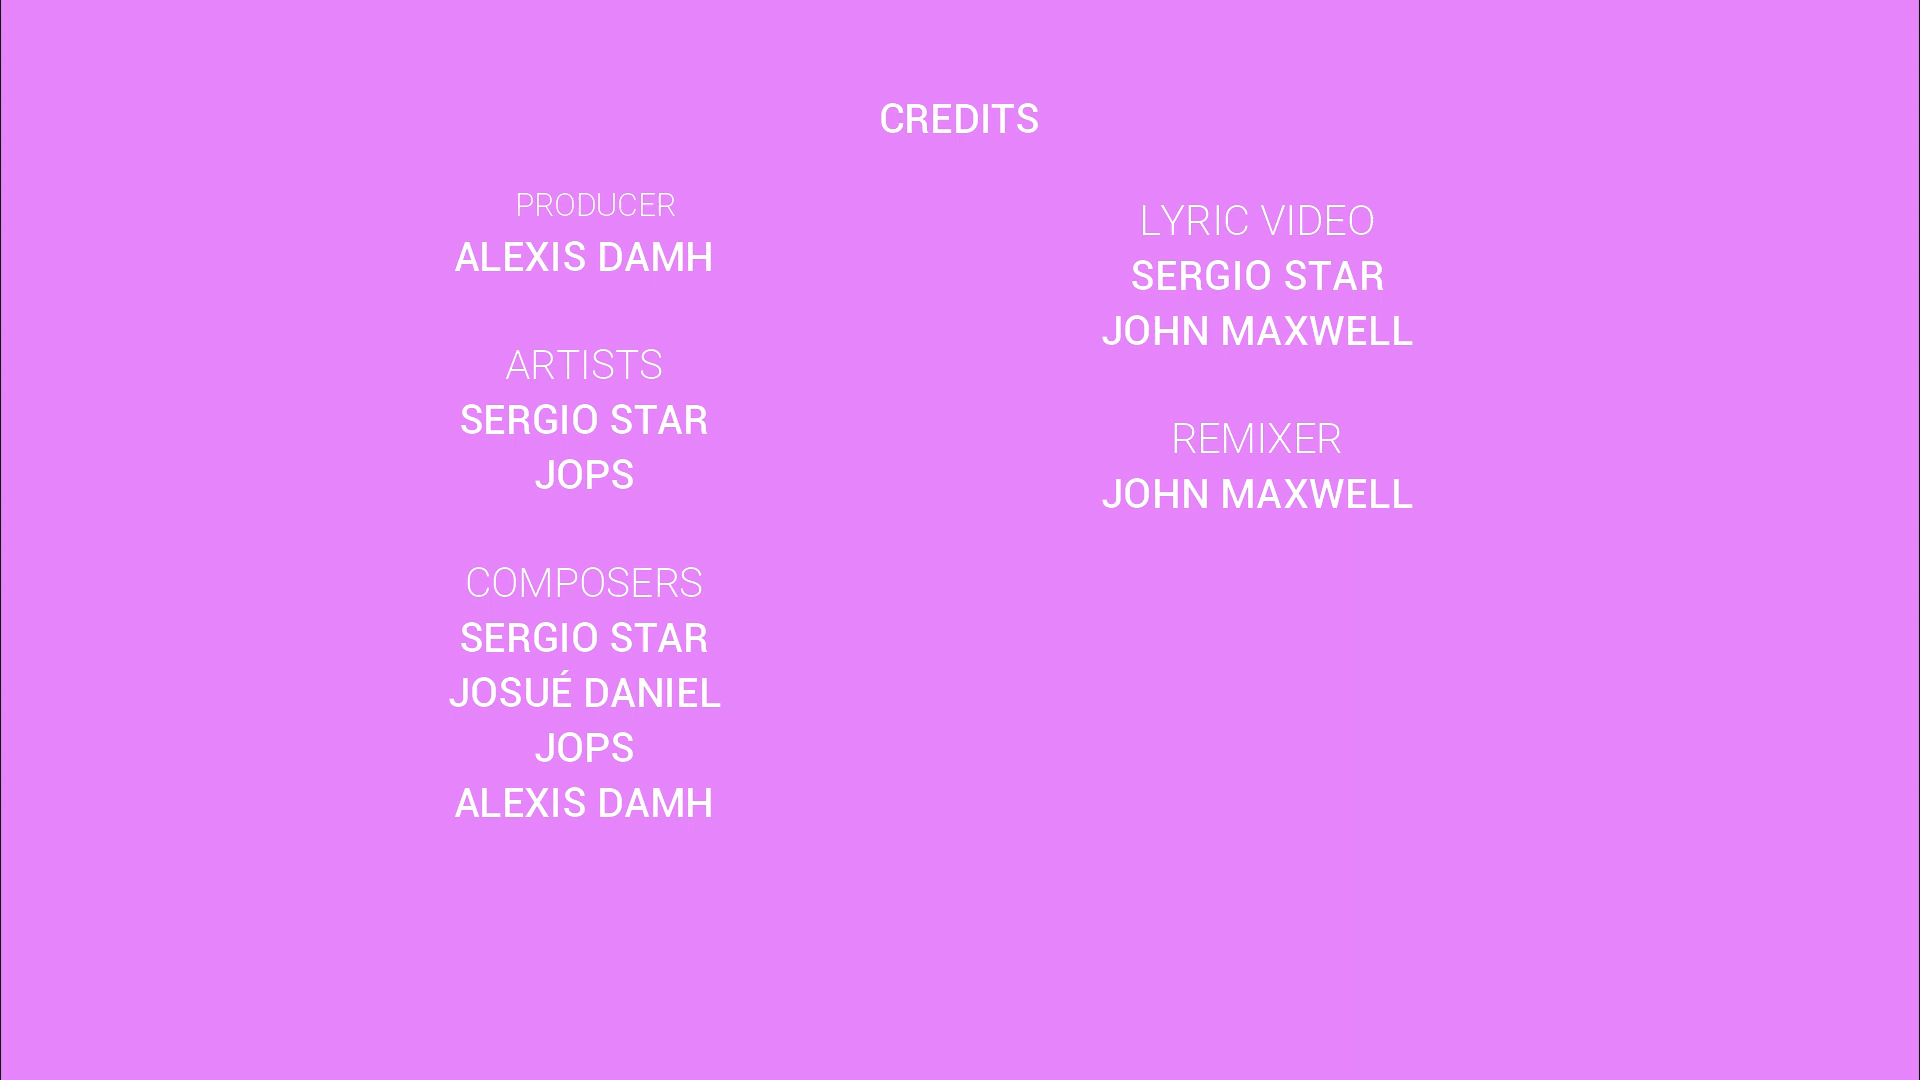 CREDITS
PRODUCER
ALEXIS DAMH
ARTISTS
SERGIO STAR
JOPS
COMPOSERS
SERGIO STAR
JOSUÉ DANIEL
JOPS
ALEXIS DAMH
LYRIC VIDEO
SERGIO STAR
JOHN MAXWELL
REMIXER
JOHN MAXWELL